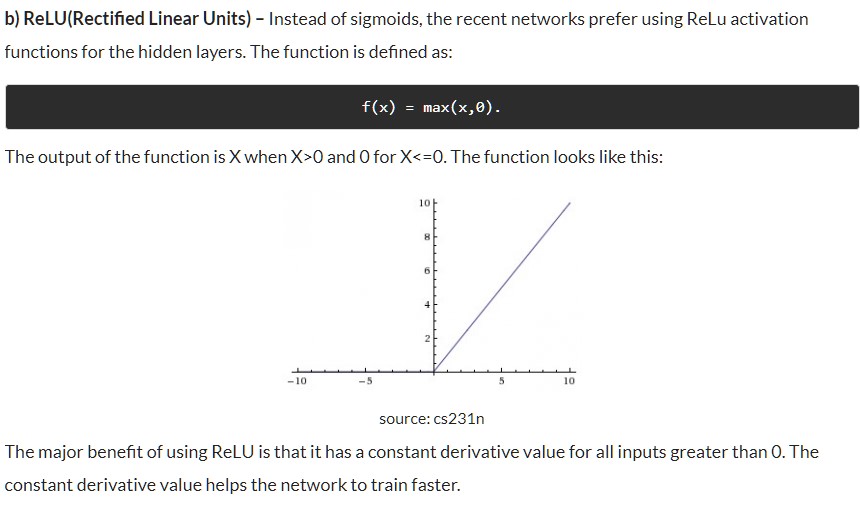 b) ReLU(Rectified Linear Units) – Instead of sigmoids, the recent networks prefer using ReLu activation
functions for the hidden layers. The function is defined as:
f(x) = max(x,0).
The output of the function is X when X>0 and 0 for X<=0. The function looks like this:
10
8
6
4
2
−10 −5 5 10
source: cs231n
The major benefit of using ReLU is that it has a constant derivative value for all inputs greater than 0. The
constant derivative value helps the network to train faster.